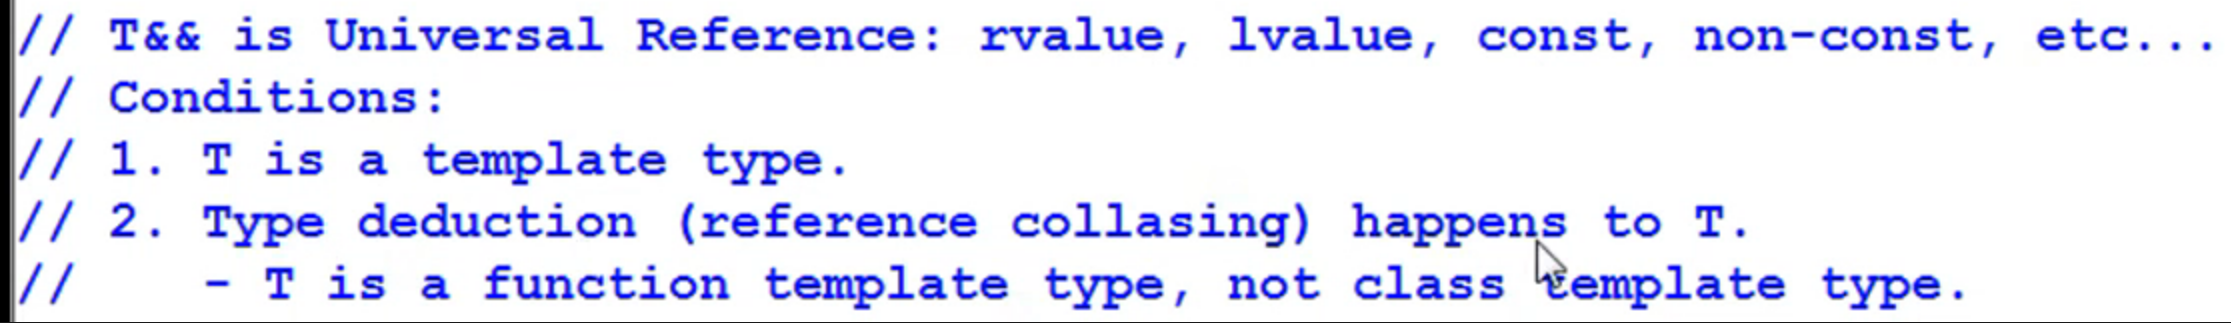 // T&& is Universal Reference: rvalue, lvalue, const, non-const, etc...
// Conditions:
// 1. T is a template type.
// 2. Type deduction (reference collasing) happens to T.
//    - T is a function template type, not class template type.